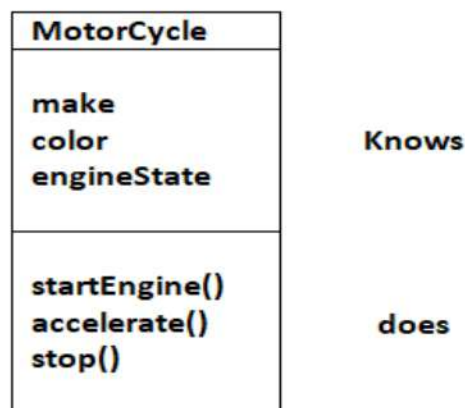 MotorCycle
make
color
engineState
Knows
startEngine()
accelerate()
stop()
does